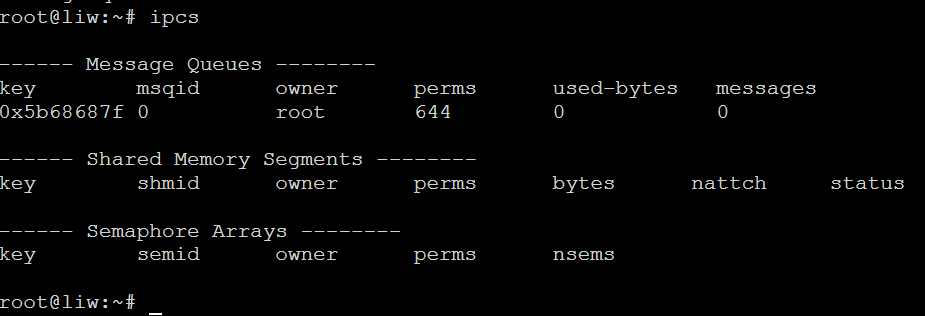 root@liw:~# ipcs
------ Message Queues --------
key        msqid      owner      perms      used-bytes   messages
0x5b68687f 0          root       644        0            0
------ Shared Memory Segments --------
key        shmid      owner      perms      bytes      nattch     status
------ Semaphore Arrays --------
key        semid      owner      perms      nsems
root@liw:~#